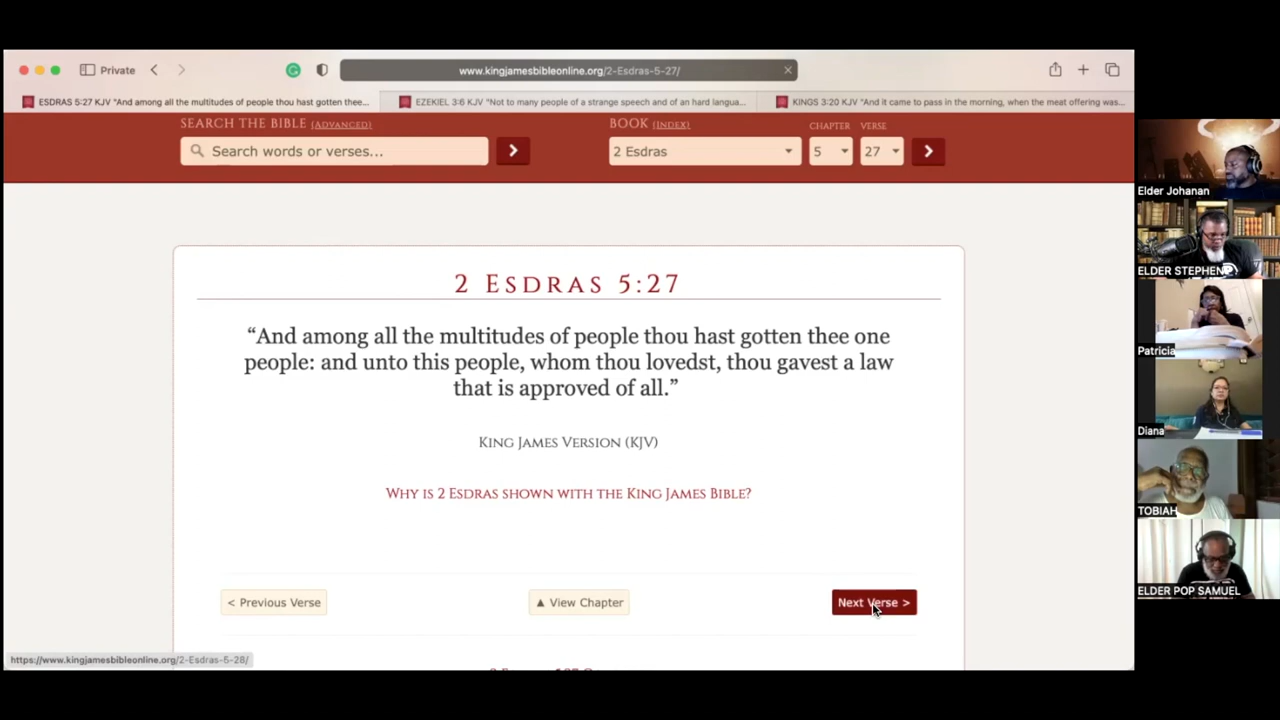 Private
www.kingjamesbibleonline.org/2-Esdras-5-27/
ESDRAS 5:27 KJV "And among all the multitudes of people thou hast gotten thee...
EZEKIEL 3:6 KJV "Not to many people of a strange speech and of an hard langua...
KINGS 3:20 KJV "And it came to pass in the morning, when the meat offering was...
SEARCH THE BIBLE (ADVANCED)
BOOK (INDEX)
CHAPTER
VERSE
Search words or verses...
2 Esdras
5
27
2 Esdras 5:27
“And among all the multitudes of people thou hast gotten thee one
people: and unto this people, whom thou lovedst, thou gavest a law
that is approved of all.”
King James Version (KJV)
Why is 2 Esdras shown with the King James Bible?
< Previous Verse
▲ View Chapter
Next Verse >
https://www.kingjamesbibleonline.org/2-Esdras-5-28/
Elder Johanan
ELDER STEPHEN
Patricia
Diana
TOBIAH
ELDER POP SAMUEL